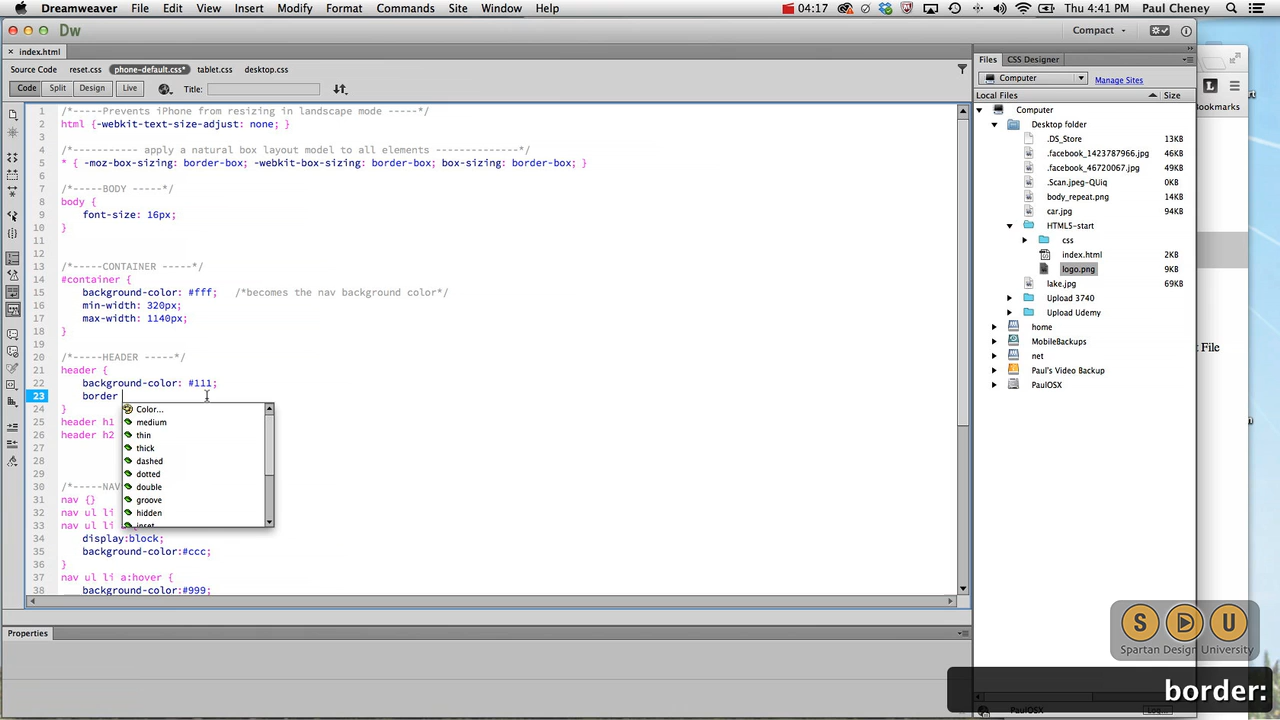 Dreamweaver File Edit View Insert Modify Format Commands Site Window Help 04:17 Thu 4:41 PM Paul Cheney
Dw Compact
index.html
Source Code reset.css phone-default.css* tablet.css desktop.css
Code Split Design Live Title:
1 /*-----Prevents iPhone from resizing in landscape mode -----*/
2 html {-webkit-text-size-adjust: none; }
3
4 /*----------- apply a natural box layout model to all elements --------------*/
5 * { -moz-box-sizing: border-box; -webkit-box-sizing: border-box; box-sizing: border-box; }
6
7 /*-----BODY -----*/
8 body {
9 font-size: 16px;
10 }
11
12
13 /*-----CONTAINER -----*/
14 #container {
15 background-color: #fff; /*becomes the nav background color*/
16 min-width: 320px;
17 max-width: 1140px;
18 }
19
20 /*-----HEADER -----*/
21 header {
22 background-color: #111;
23 border
24 }
25 header h1
26 header h2
27
28
29
30 /*-----NAV
31 nav {}
32 nav ul li
33 nav ul li
34 display:block;
35 background-color:#ccc;
36 }
37 nav ul li a:hover {
38 background-color:#999;
Color...
medium
thin
thick
dashed
dotted
double
groove
hidden
inset
Properties
Files CSS Designer
Computer Manage Sites
Local Files Size
Computer
Desktop folder
.DS_Store 13KB
.facebook_1423787966.jpg 46KB
.facebook_46720067.jpg 49KB
.Scan.jpeg-QUiq 0KB
body_repeat.png 14KB
car.jpg 94KB
HTML5-start
css
index.html 2KB
logo.png 9KB
lake.jpg 69KB
Upload 3740
Upload Udemy
home
MobileBackups
net
Paul's Video Backup
PaulOSX
PaulOSX Log...
L
ookmarks
t File
S D U
Spartan Design University
border: